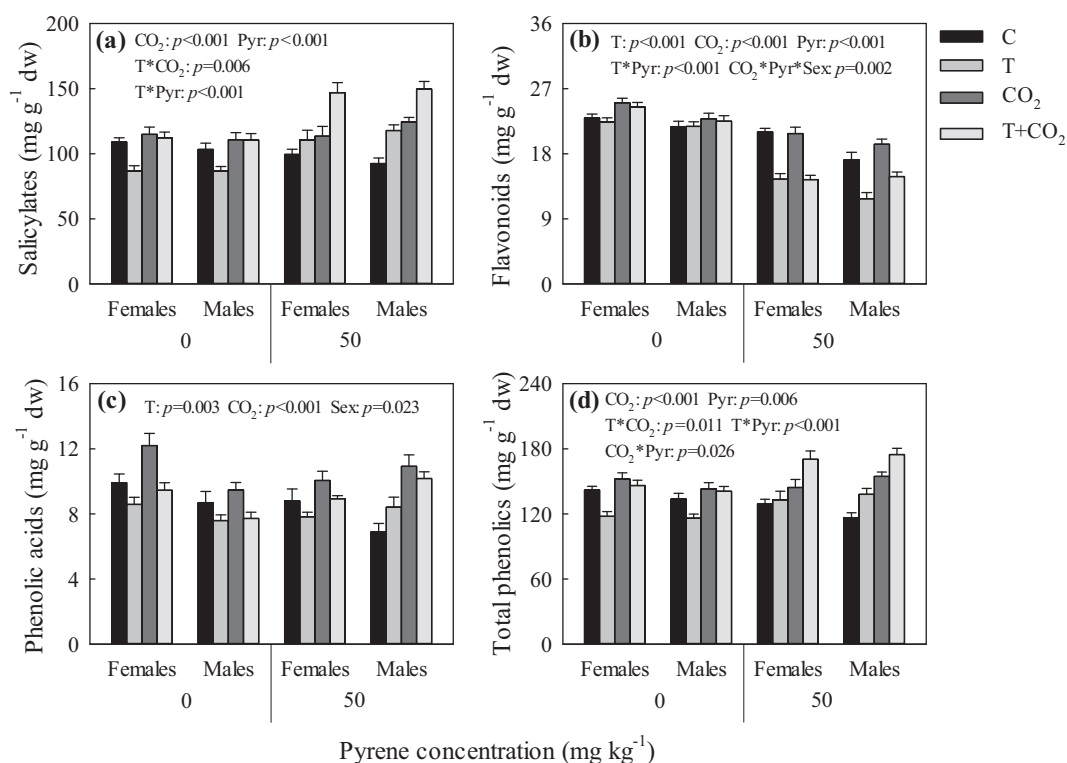 (a) CO₂: p<0.001 Pyr: p<0.001
T*CO₂: p=0.006
T*Pyr: p<0.001
Salicylates (mg g⁻¹ dw)
200
150
100
50
0
Females Males Females Males
0 50
(b) T: p<0.001 CO₂: p<0.001 Pyr: p<0.001
T*Pyr: p<0.001 CO₂*Pyr*Sex: p=0.002
Flavonoids (mg g⁻¹ dw)
36
27
18
9
0
Females Males Females Males
0 50
C
T
CO₂
T+CO₂
(c) T: p=0.003 CO₂: p<0.001 Sex: p=0.023
Phenolic acids (mg g⁻¹ dw)
16
12
8
4
0
Females Males Females Males
0 50
(d) CO₂: p<0.001 Pyr: p=0.006
T*CO₂: p=0.011 T*Pyr: p<0.001
CO₂*Pyr: p=0.026
Total phenolics (mg g⁻¹ dw)
240
180
120
60
0
Females Males Females Males
0 50
Pyrene concentration (mg kg⁻¹)